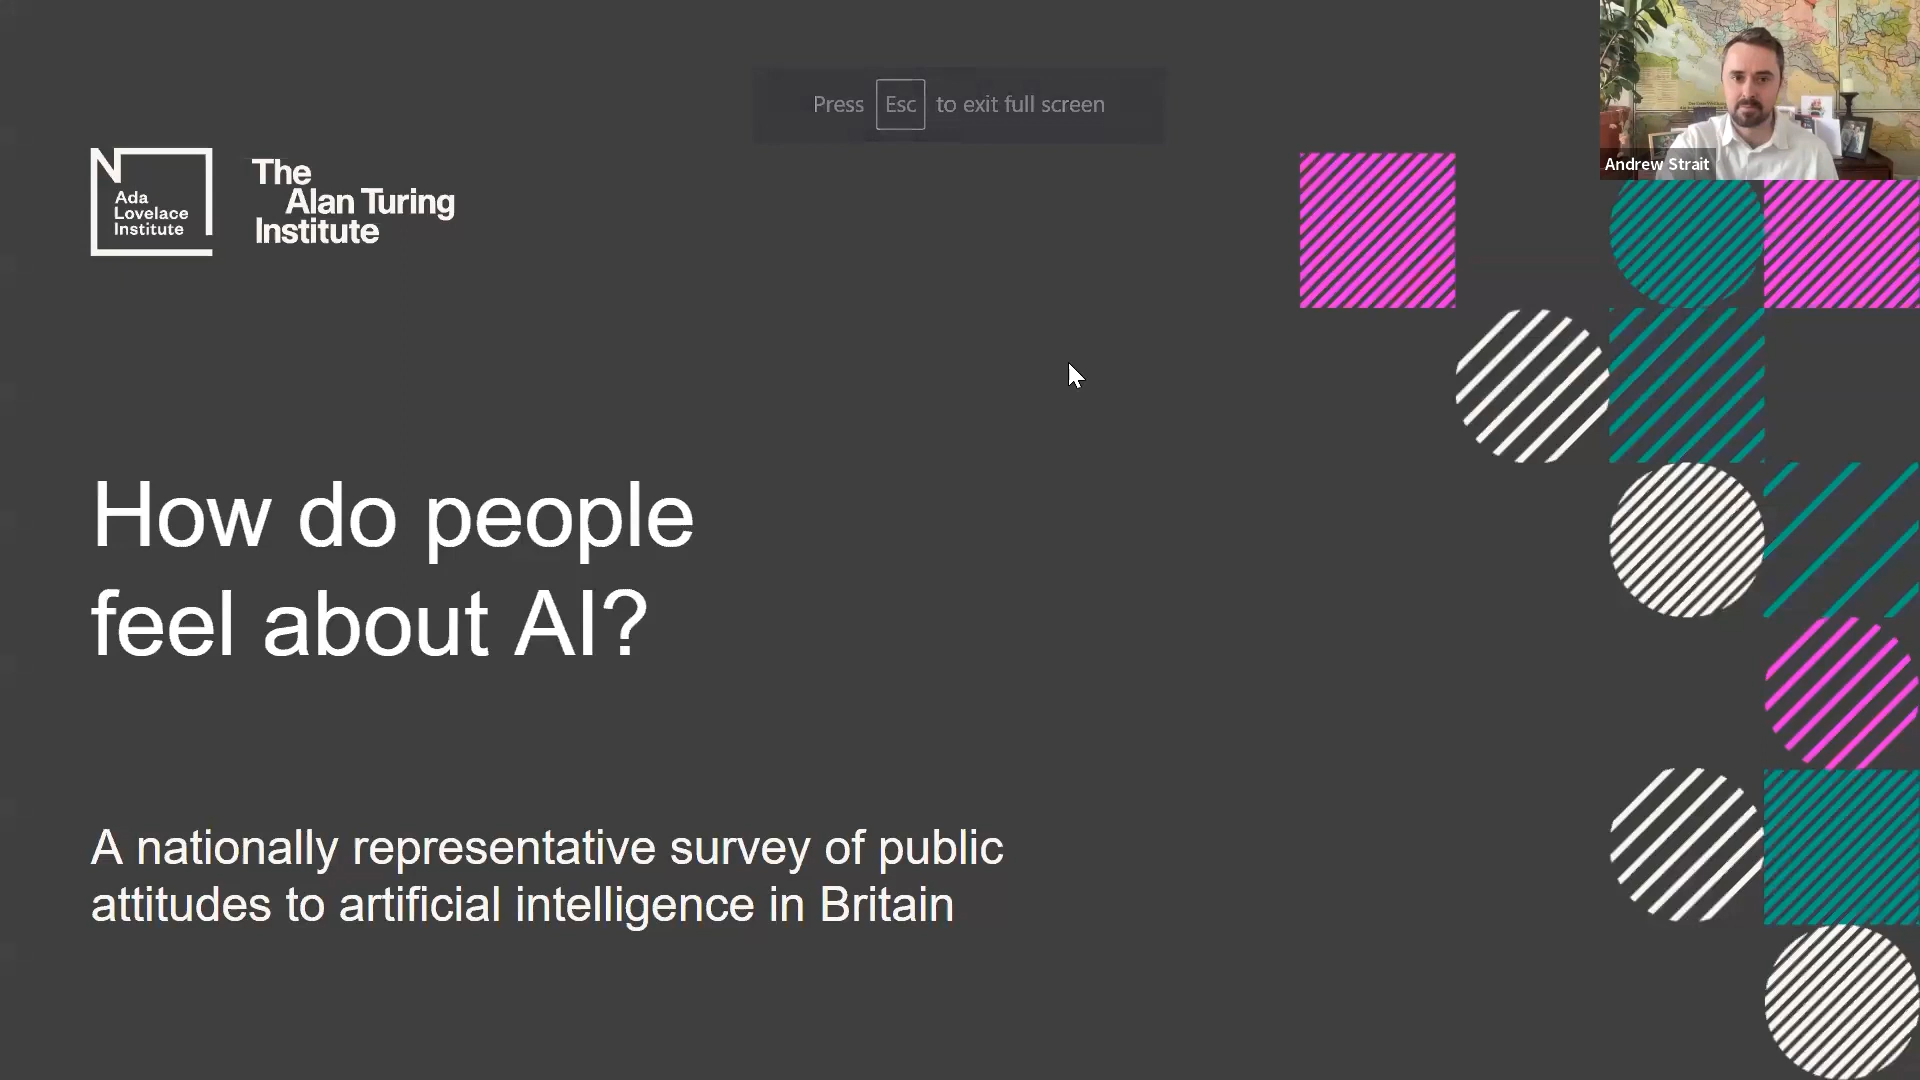 Press Esc to exit full screen
Andrew Strait
Ada
Lovelace
Institute
The
Alan Turing
Institute
How do people
feel about AI?
A nationally representative survey of public
attitudes to artificial intelligence in Britain